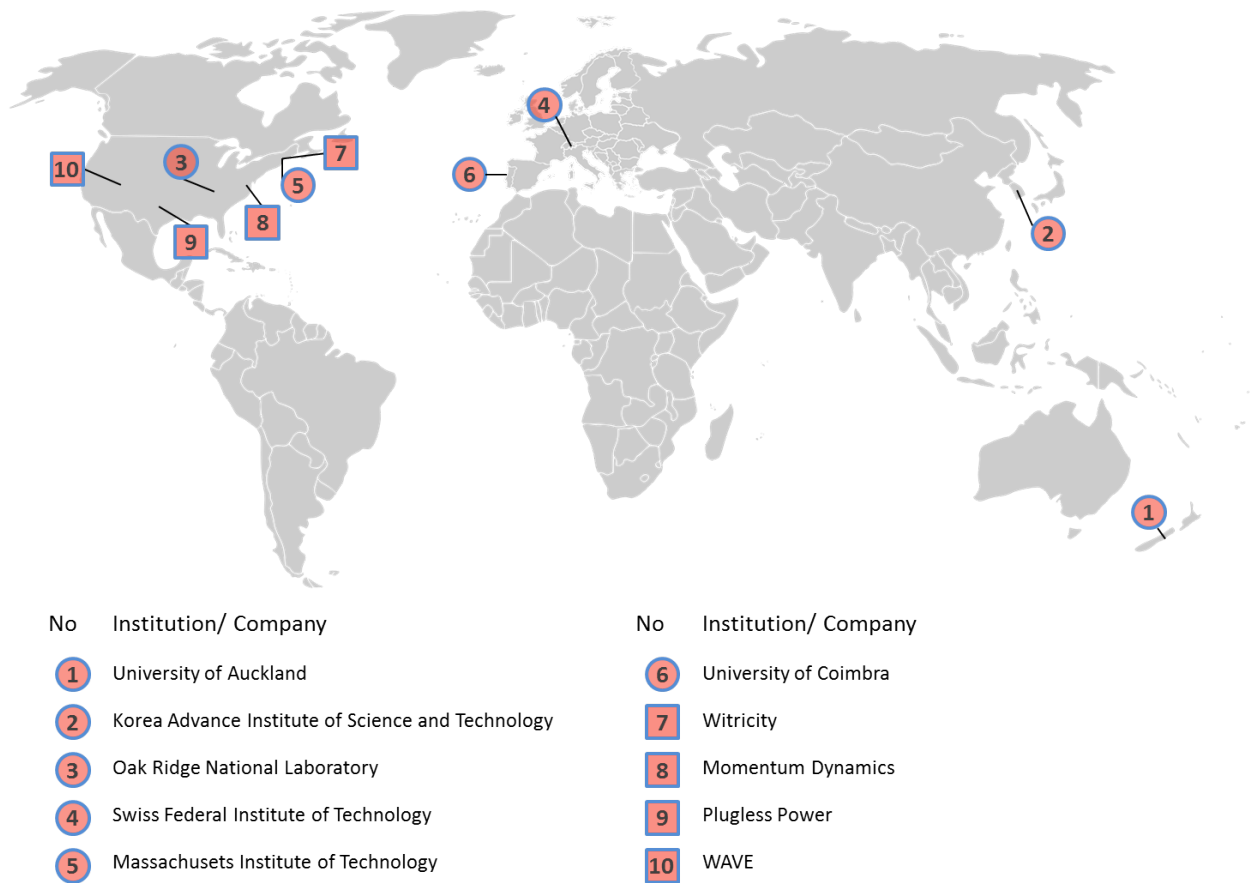 4
7
10
3
6
5
8
2
9
1
No Institution/ Company
1 University of Auckland
2 Korea Advance Institute of Science and Technology
3 Oak Ridge National Laboratory
4 Swiss Federal Institute of Technology
5 Massachusets Institute of Technology
No Institution/ Company
6 University of Coimbra
7 Witricity
8 Momentum Dynamics
9 Plugless Power
10 WAVE